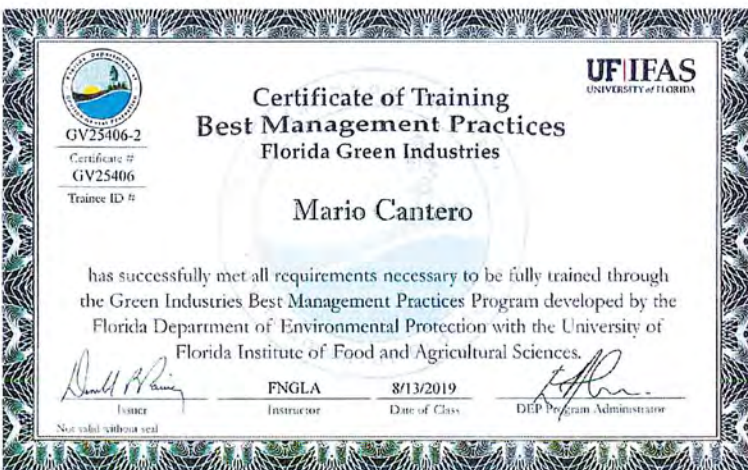 UF|IFAS
UNIVERSITY of FLORIDA
GV25406-2
Certificate #
GV25406
Trainee ID #
Certificate of Training
Best Management Practices
Florida Green Industries
Mario Cantero
has successfully met all requirements necessary to be fully trained through
the Green Industries Best Management Practices Program developed by the
Florida Department of Environmental Protection with the University of
Florida Institute of Food and Agricultural Sciences.
FNGLA
8/13/2019
Issuer
Instructor
Date of Class
DEP Program Administrator
Not valid without seal